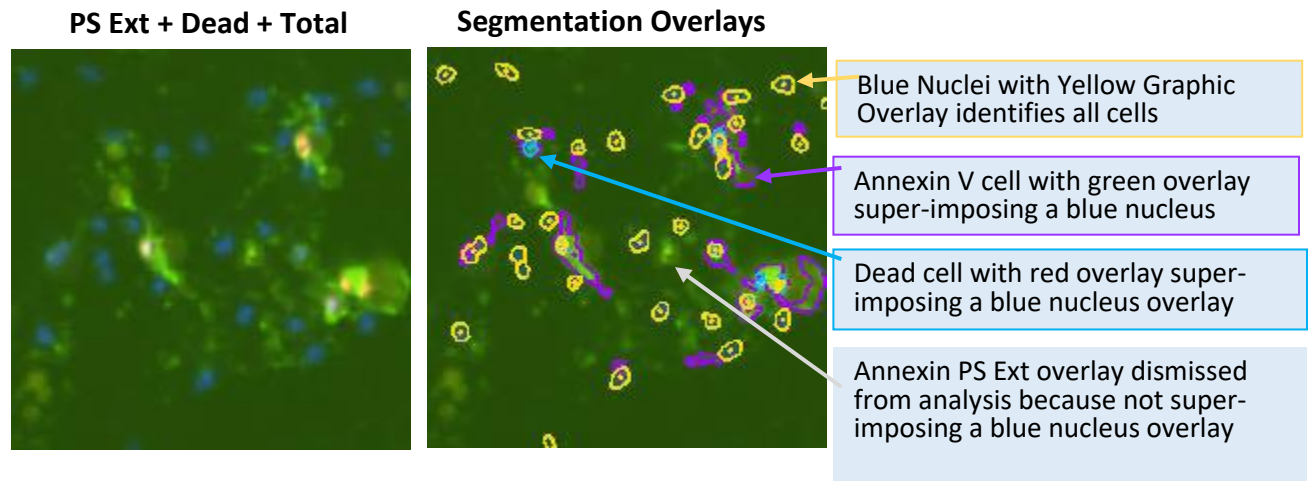 PS Ext + Dead + Total
Segmentation Overlays
Blue Nuclei with Yellow Graphic
Overlay identifies all cells
Annexin V cell with green overlay
super-imposing a blue nucleus
Dead cell with red overlay super-
imposing a blue nucleus overlay
Annexin PS Ext overlay dismissed
from analysis because not super-
imposing a blue nucleus overlay